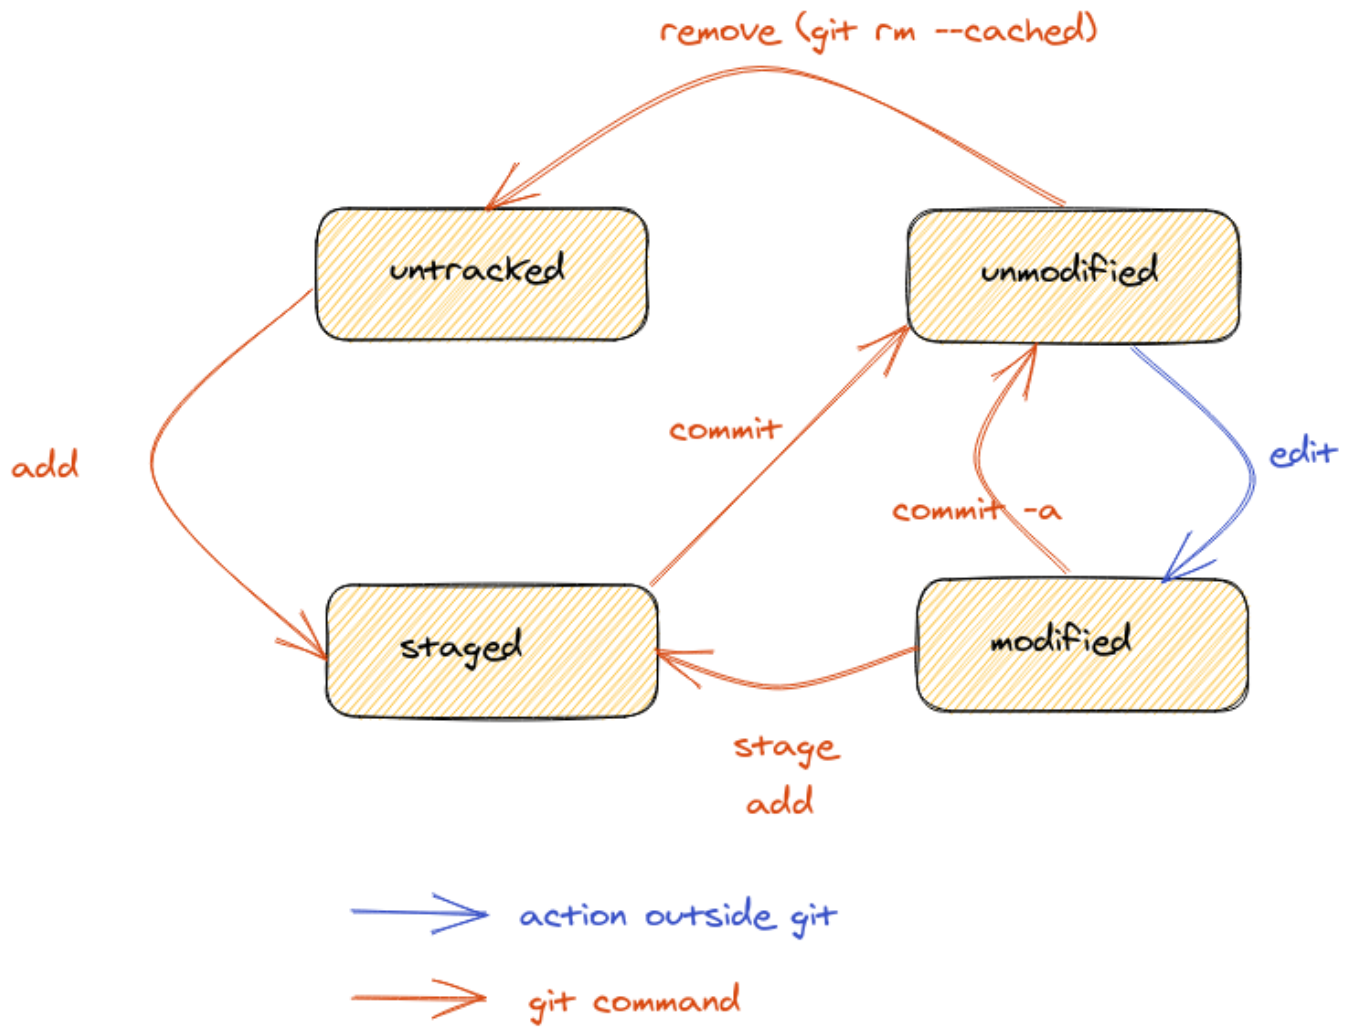 remove (git rm --cached)
untracked
unmodified
add
commit
edit
commit -a
staged
modified
stage
add
action outside git
git command